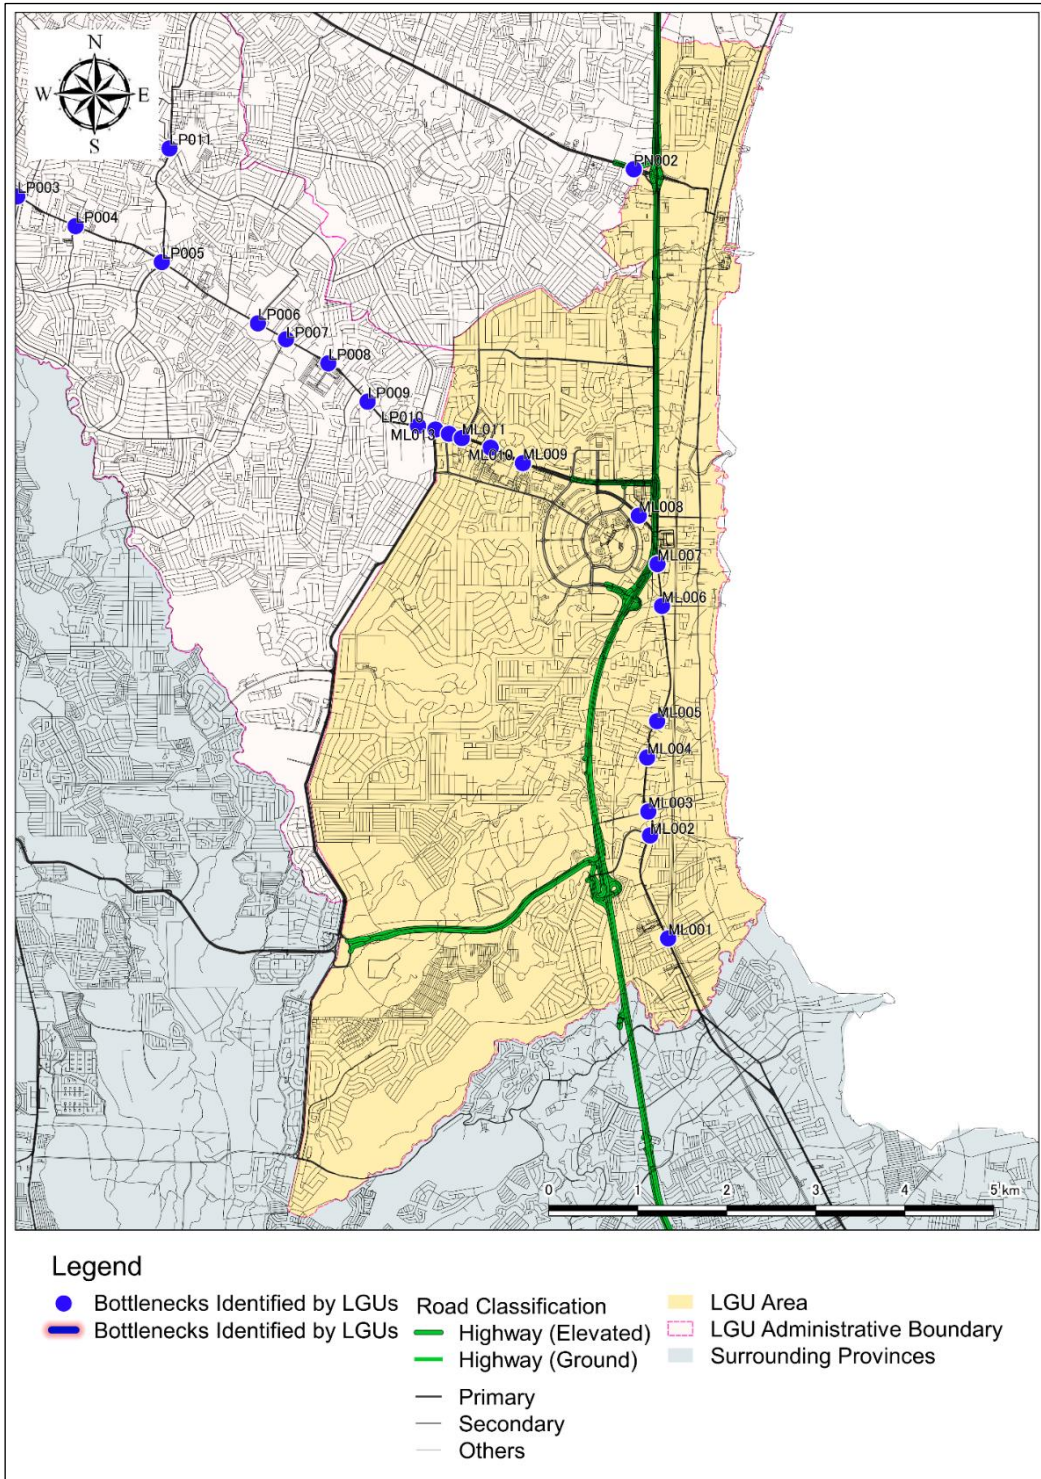 N
W E
S
LP011
PN002
LP003
LP004
LP005
LP006
LP007
LP008
LP009
LP010
ML011
ML013
ML010
ML009
ML008
ML007
ML006
ML005
ML004
ML003
ML002
ML001
0 1 2 3 4 5 km
Legend
Bottlenecks Identified by LGUs
Bottlenecks Identified by LGUs
Road Classification
Highway (Elevated)
Highway (Ground)
Primary
Secondary
Others
LGU Area
LGU Administrative Boundary
Surrounding Provinces